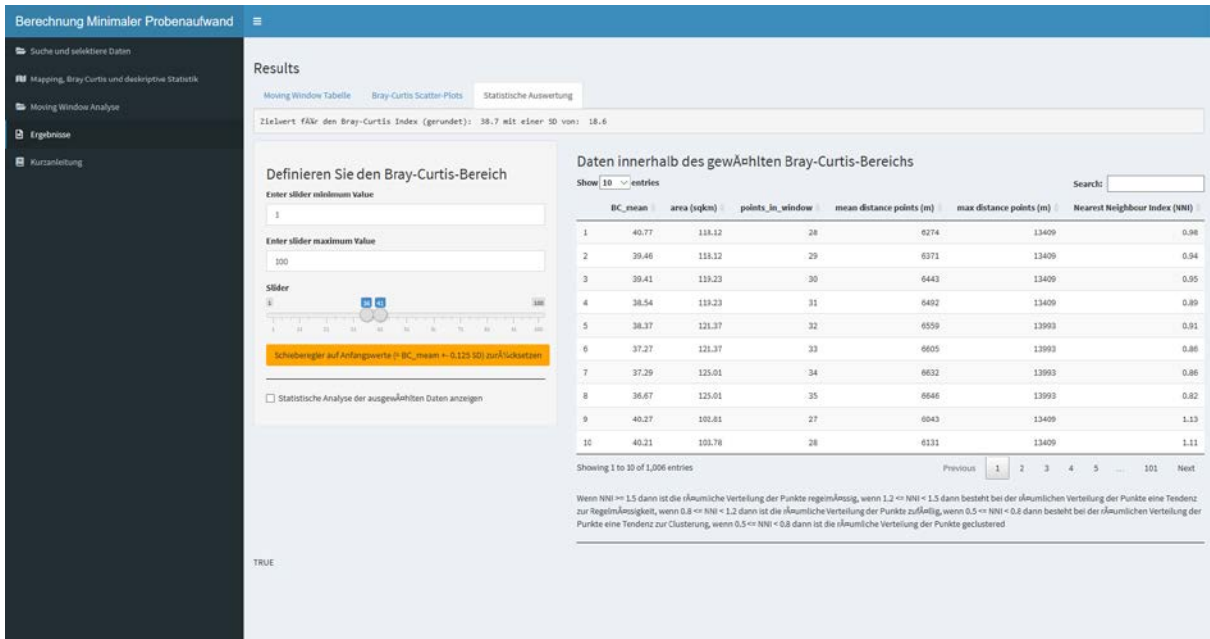 Berechnung Minimaler Probenaufwand
Suche und selektiere Daten
Mapping, Bray Curtis und deskriptive Statistik
Moving Window Analyse
Ergebnisse
Kurzanleitung
Results
Moving Window Tabelle Bray-Curtis Scatter-Plots Statistische Auswertung
Zielwert fÃ¼r den Bray-Curtis Index (gerundet): 38.7 mit einer SD von: 18.6
Definieren Sie den Bray-Curtis-Bereich
Enter slider minimum Value
1
Enter slider maximum Value
100
Slider
36 41 100
1 11 21 31 41 51 61 71 81 91 100
Schieberegler auf Anfangswerte (= BC_meam +- 0.125 SD) zurÃ¼cksetzen
Statistische Analyse der ausgewÃ¤hlten Daten anzeigen
Daten innerhalb des gewÃ¤hlten Bray-Curtis-Bereichs
Show 10 entries Search:
BC_mean area (sqkm) points_in_window mean distance points (m) max distance points (m) Nearest Neighbour Index (NNI)
1 40.77 118.12 28 6274 13409 0.98
2 39.46 118.12 29 6371 13409 0.94
3 39.41 119.23 30 6443 13409 0.95
4 38.54 119.23 31 6492 13409 0.89
5 38.37 121.37 32 6559 13993 0.91
6 37.27 121.37 33 6605 13993 0.86
7 37.29 125.01 34 6632 13993 0.86
8 36.67 125.01 35 6646 13993 0.82
9 40.27 102.81 27 6043 13409 1.13
10 40.21 103.78 28 6131 13409 1.11
Showing 1 to 10 of 1,006 entries Previous 1 2 3 4 5 ... 101 Next
Wenn NNI >= 1.5 dann ist die rÃ¤umliche Verteilung der Punkte regelmÃ¤ssig, wenn 1.2 <= NNI < 1.5 dann besteht bei der rÃ¤umlichen Verteilung der Punkte eine Tendenz
zur RegelmÃ¤ssigkeit, wenn 0.8 <= NNI < 1.2 dann ist die rÃ¤umliche Verteilung der Punkte zufÃ¤llig, wenn 0.5 <= NNI < 0.8 dann besteht bei der rÃ¤umlichen Verteilung der
Punkte eine Tendenz zur Clusterung, wenn 0.5 <= NNI < 0.8 dann ist die rÃ¤umliche Verteilung der Punkte geclustered
TRUE